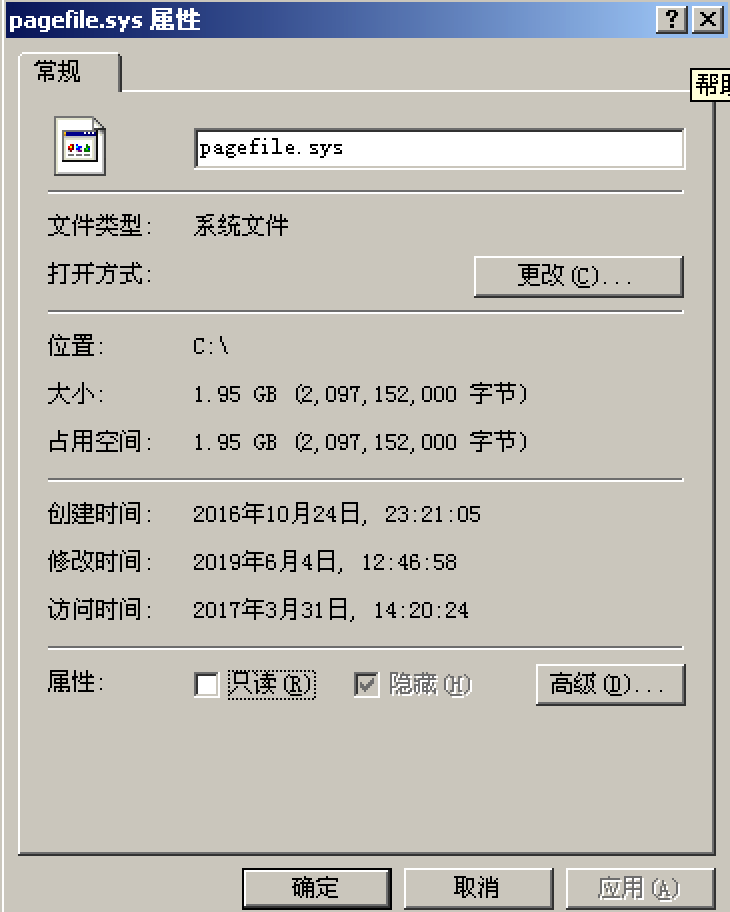 pagefile.sys 属性
常规
帮助
pagefile.sys
文件类型: 系统文件
打开方式: 更改(C)...
位置: C:\
大小: 1.95 GB (2,097,152,000 字节)
占用空间: 1.95 GB (2,097,152,000 字节)
创建时间: 2016年10月24日, 23:21:05
修改时间: 2019年6月4日, 12:46:58
访问时间: 2017年3月31日, 14:20:24
属性: 只读(R) 隐藏(H) 高级(D)...
确定 取消 应用(A)